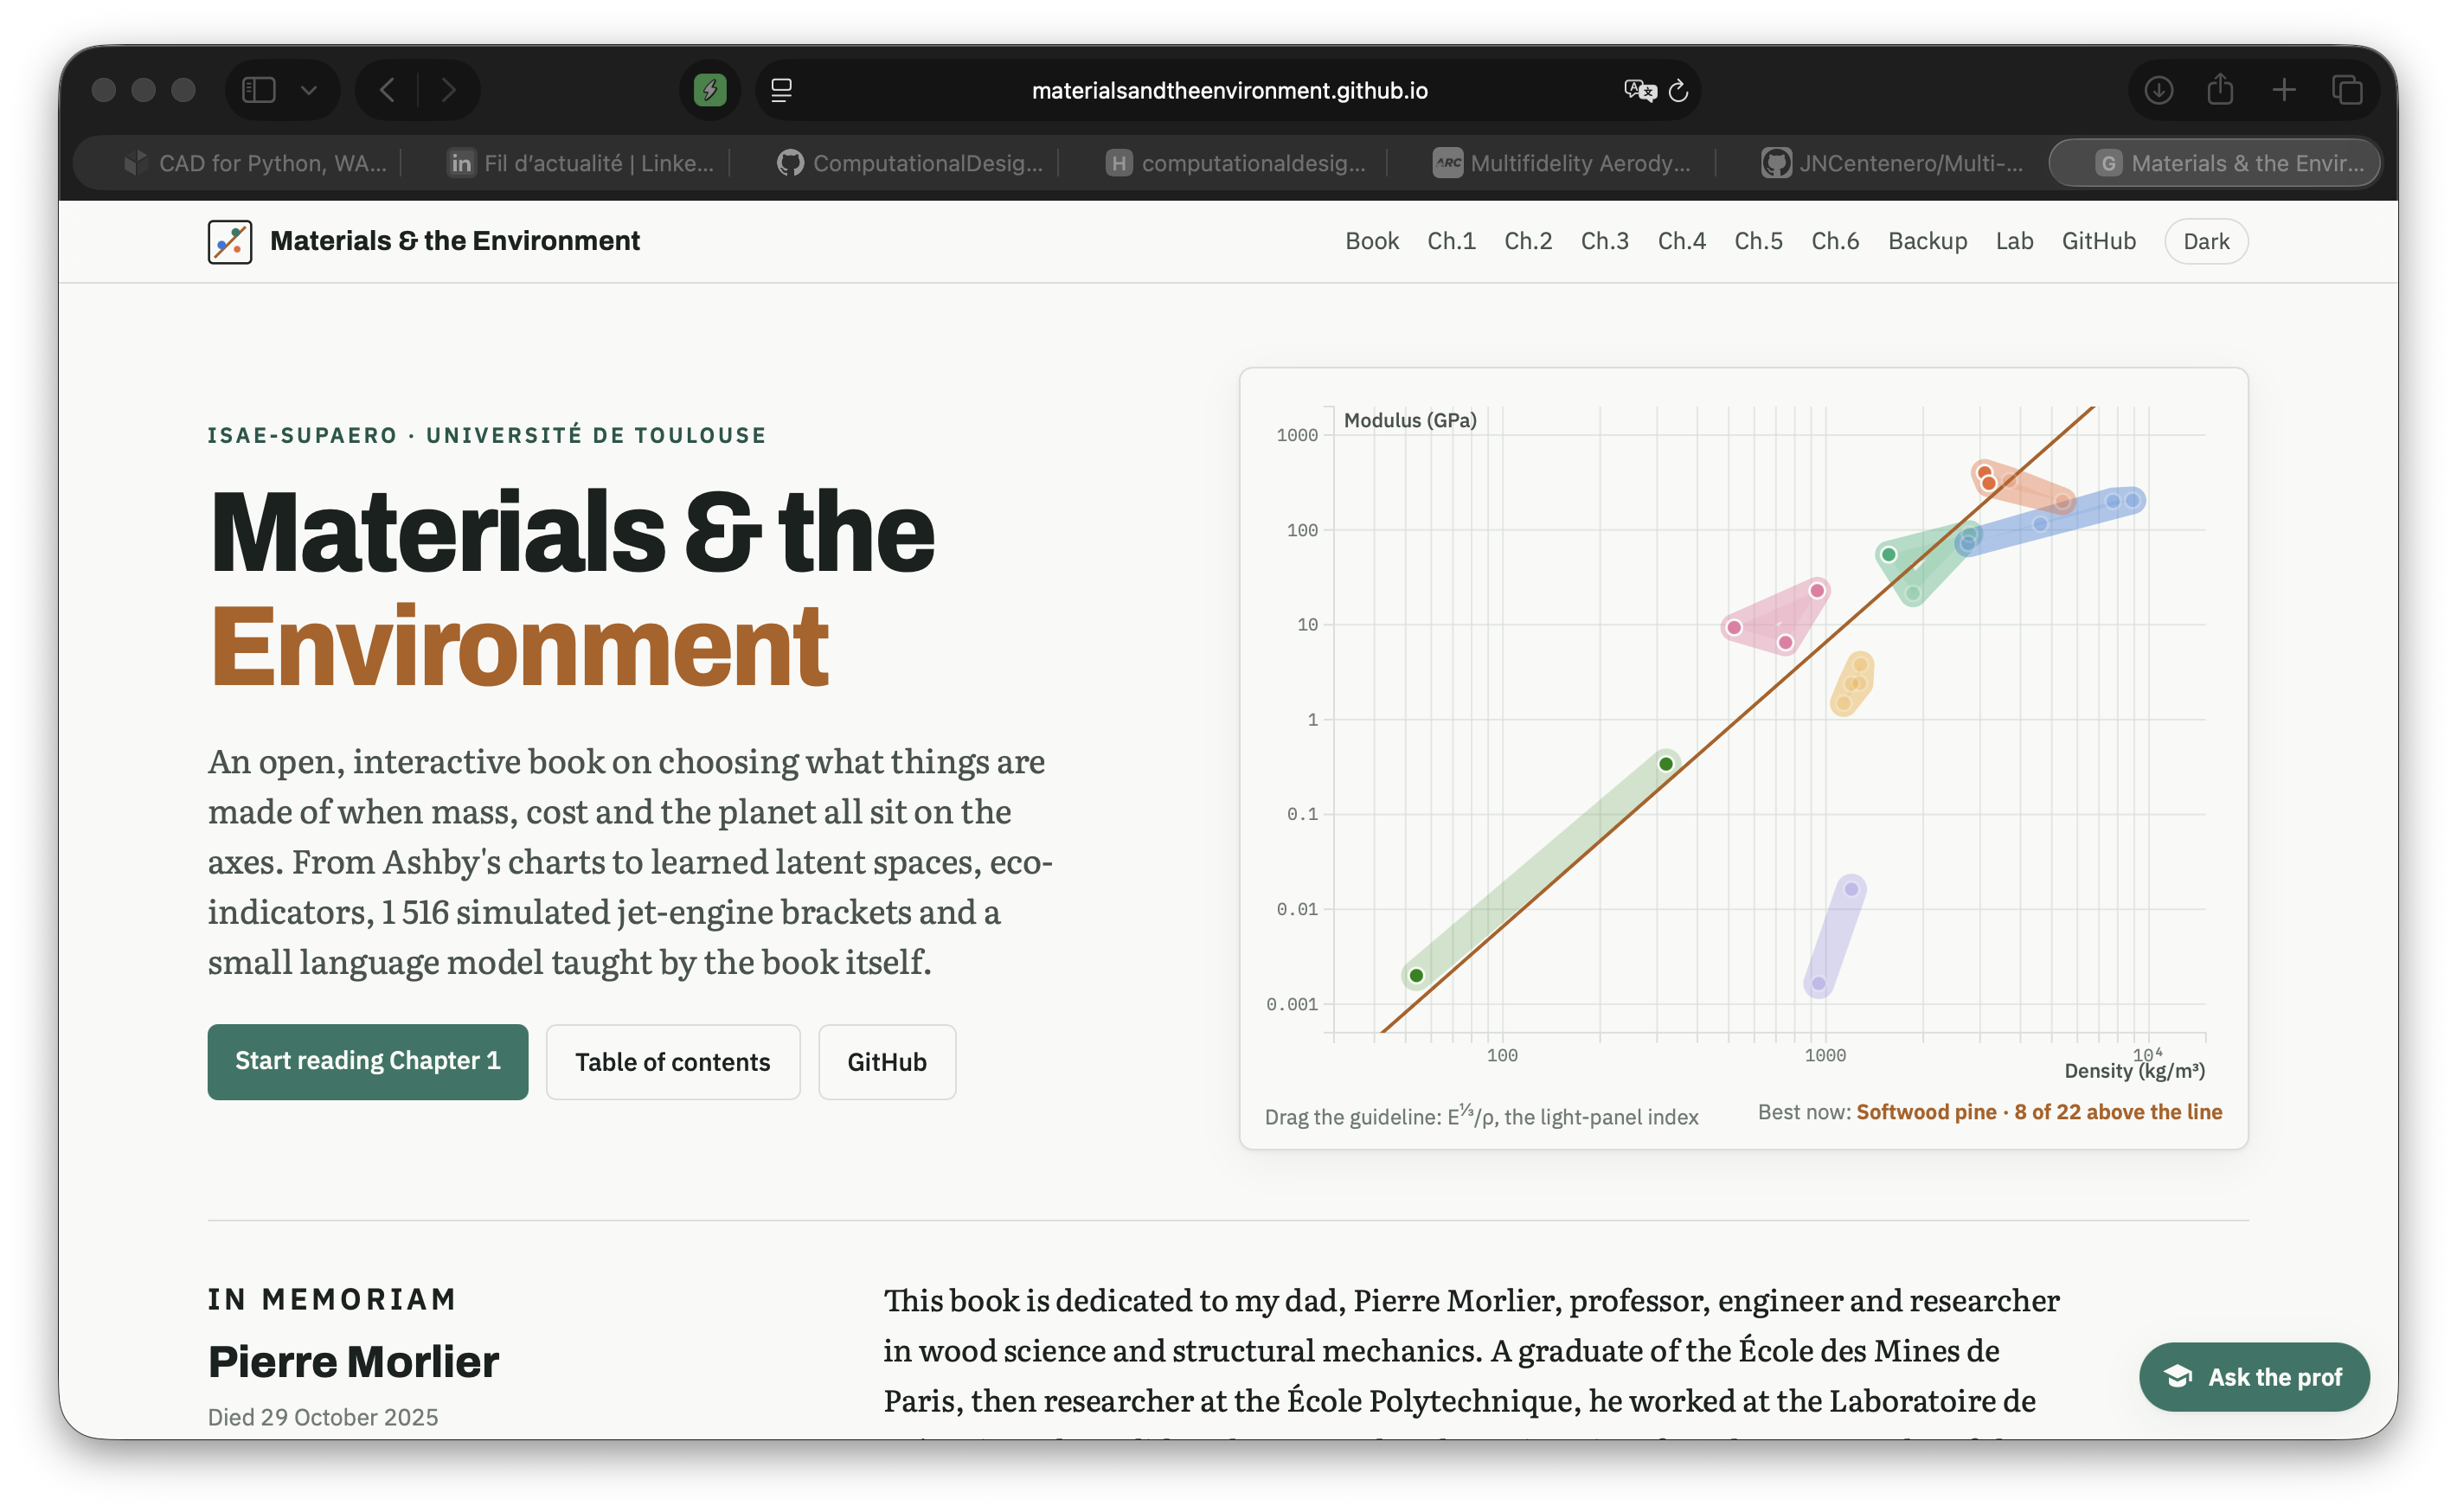 materialsandtheenvironment.github.io
CAD for Python, WA...
in Fil d'actualité | Linke...
ComputationalDesig...
H computationaldesig...
ARC Multifidelity Aerody...
JNCentenero/Multi-...
G Materials & the Envir...
Materials & the Environment
Book Ch.1 Ch.2 Ch.3 Ch.4 Ch.5 Ch.6 Backup Lab GitHub Dark
ISAE-SUPAERO · UNIVERSITÉ DE TOULOUSE
Materials & the
Environment
An open, interactive book on choosing what things are
made of when mass, cost and the planet all sit on the
axes. From Ashby's charts to learned latent spaces, eco-
indicators, 1 516 simulated jet-engine brackets and a
small language model taught by the book itself.
Start reading Chapter 1
Table of contents
GitHub
Modulus (GPa)
1000
100
10
1
0.1
0.01
0.001
100 1000 10⁴
Density (kg/m³)
Drag the guideline: E^⅓/ρ, the light-panel index
Best now: Softwood pine · 8 of 22 above the line
IN MEMORIAM
Pierre Morlier
Died 29 October 2025
This book is dedicated to my dad, Pierre Morlier, professor, engineer and researcher
in wood science and structural mechanics. A graduate of the École des Mines de
Paris, then researcher at the École Polytechnique, he worked at the Laboratoire de
Ask the prof